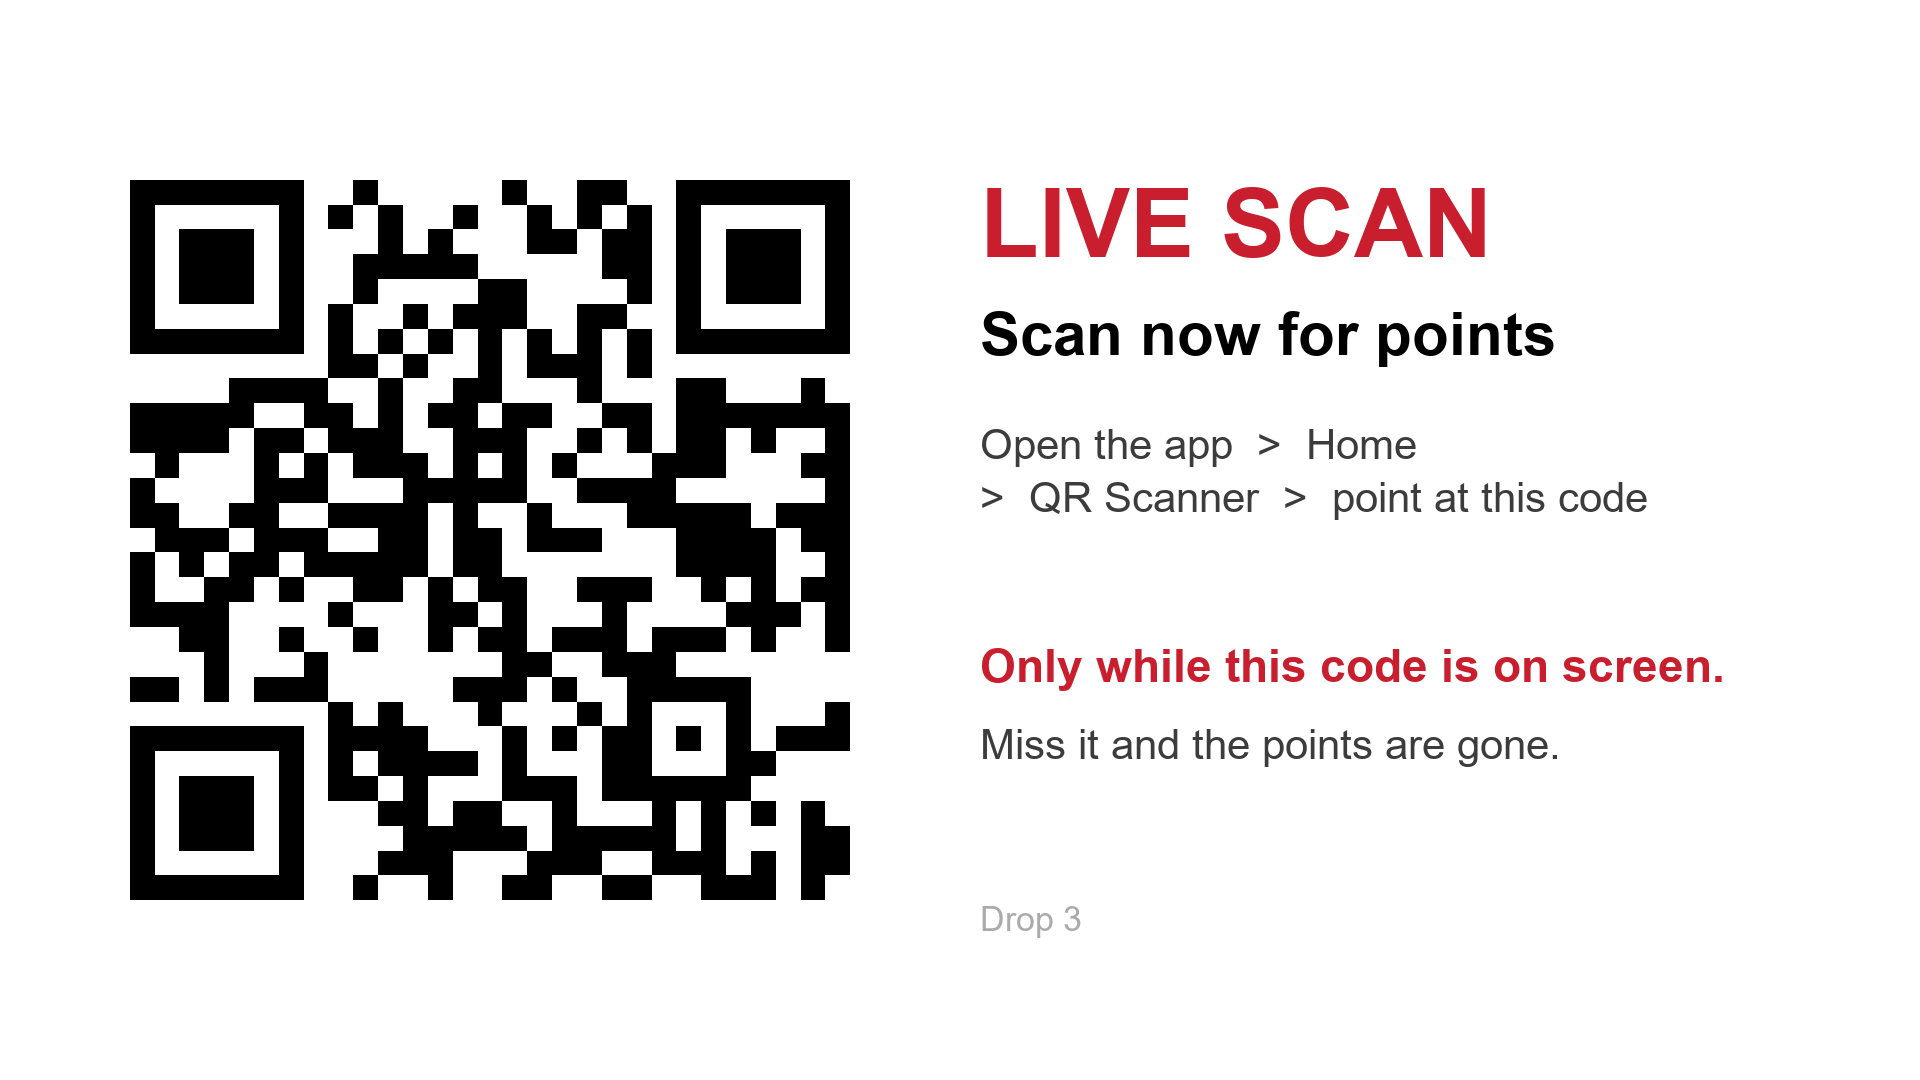 LIVE SCAN
Scan now for points
Open the app > Home
> QR Scanner > point at this code
Only while this code is on screen.
Miss it and the points are gone.
Drop 3